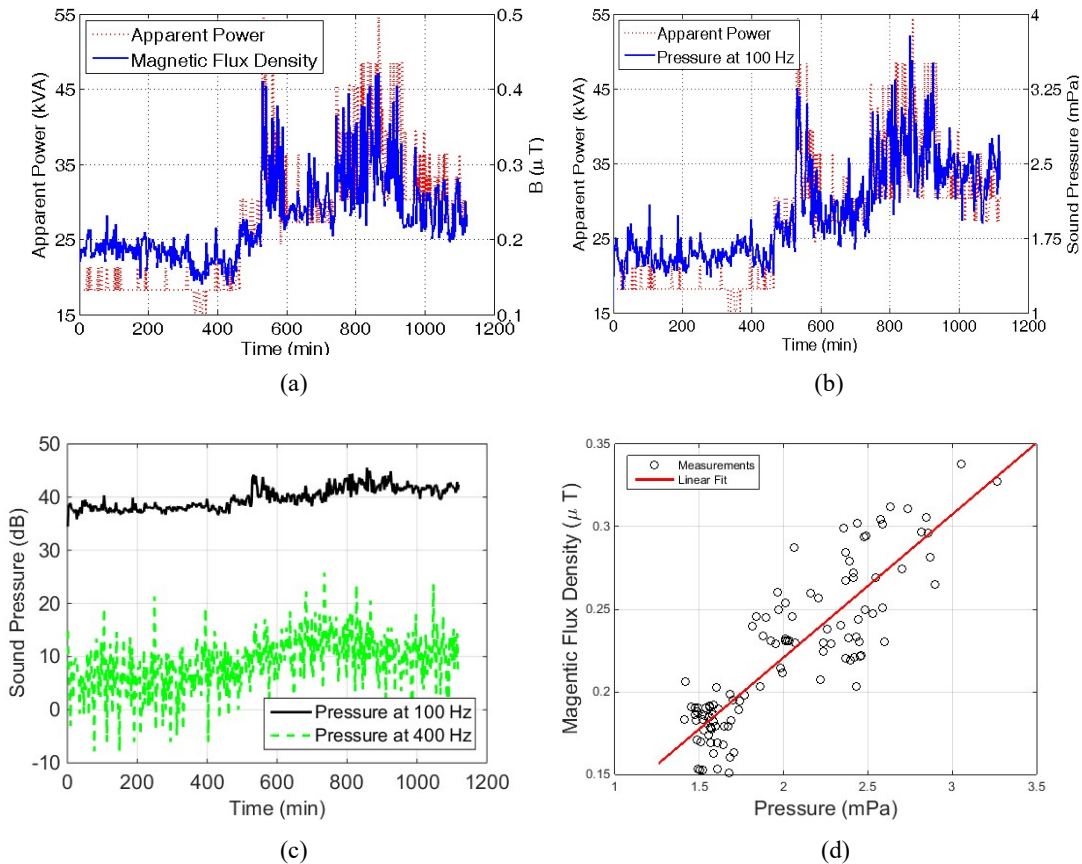 55
45
35
25
15
Apparent Power (kVA)
Apparent Power
Magnetic Flux Density
0.5
0.4
0.3
0.2
0.1
B (μ T)
0 200 400 600 800 1000 1200
Time (min)
(a)
55
45
35
25
15
Apparent Power (kVA)
Apparent Power
Pressure at 100 Hz
4
3.25
2.5
1.75
1
Sound Pressure (mPa)
0 200 400 600 800 1000 1200
Time (min)
(b)
50
40
30
20
10
0
-10
Sound Pressure (dB)
Pressure at 100 Hz
Pressure at 400 Hz
0 200 400 600 800 1000 1200
Time (min)
(c)
0.35
0.3
0.25
0.2
0.15
Magentic Flux Density (μ T)
Measurements
Linear Fit
1 1.5 2 2.5 3 3.5
Pressure (mPa)
(d)